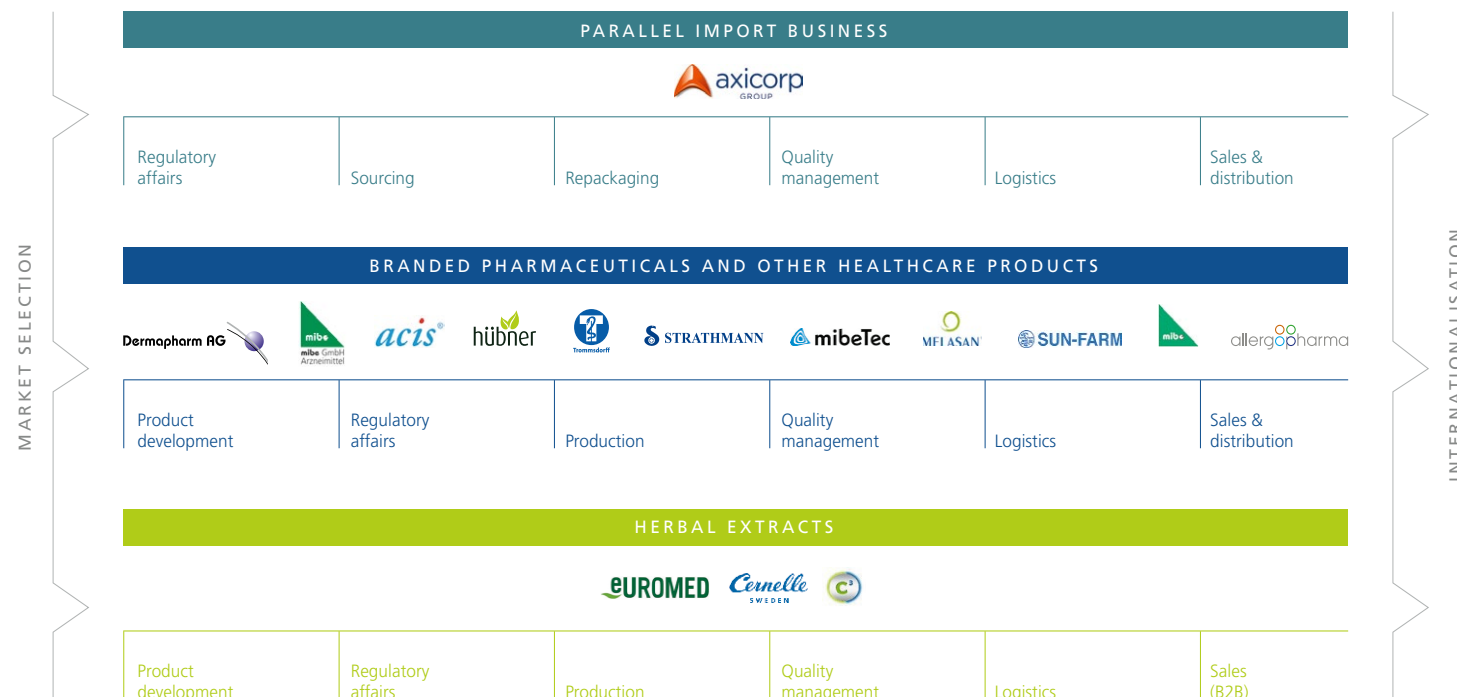 PARALLEL IMPORT BUSINESS
axicorp
GROUP
Regulatory
affairs
Sourcing
Repackaging
Quality
management
Logistics
Sales &
distribution
MARKET SELECTION
INTERNATIONALISATION
BRANDED PHARMACEUTICALS AND OTHER HEALTHCARE PRODUCTS
Dermapharm AG
mibe
mibe GmbH
Arzneimittel
acis®
hübner
T
Trommsdorff
STRATHMANN
mibeTec
MELASAN
SUN-FARM
mibe
allergopharma
Product
development
Regulatory
affairs
Production
Quality
management
Logistics
Sales &
distribution
HERBAL EXTRACTS
eUROMED
Cernelle
SWEDEN
C³
Product
development
Regulatory
affairs
Production
Quality
management
Logistics
Sales
(B2B)